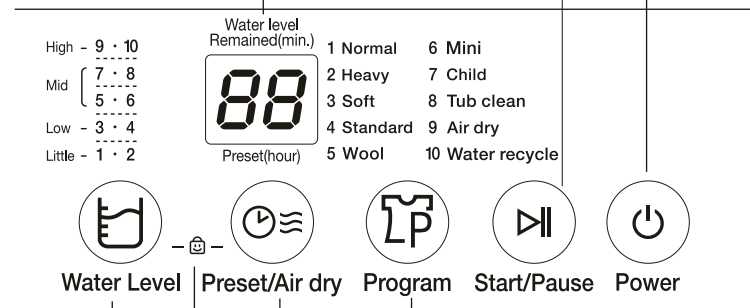 Water level
Remained(min.)
High - 9 · 10
Mid 7 · 8
5 · 6
Low - 3 · 4
Little - 1 · 2
88
Preset(hour)
1 Normal
2 Heavy
3 Soft
4 Standard
5 Wool
6 Mini
7 Child
8 Tub clean
9 Air dry
10 Water recycle
P
Water Level
Preset/Air dry
Program
Start/Pause
Power